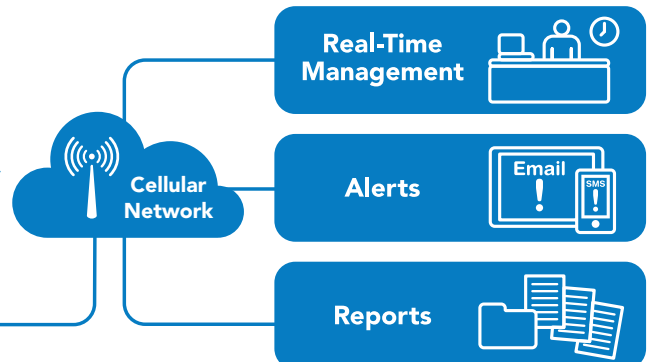 Real-Time
Management
Cellular
Network
Alerts
Email
!
SMS
!
Reports